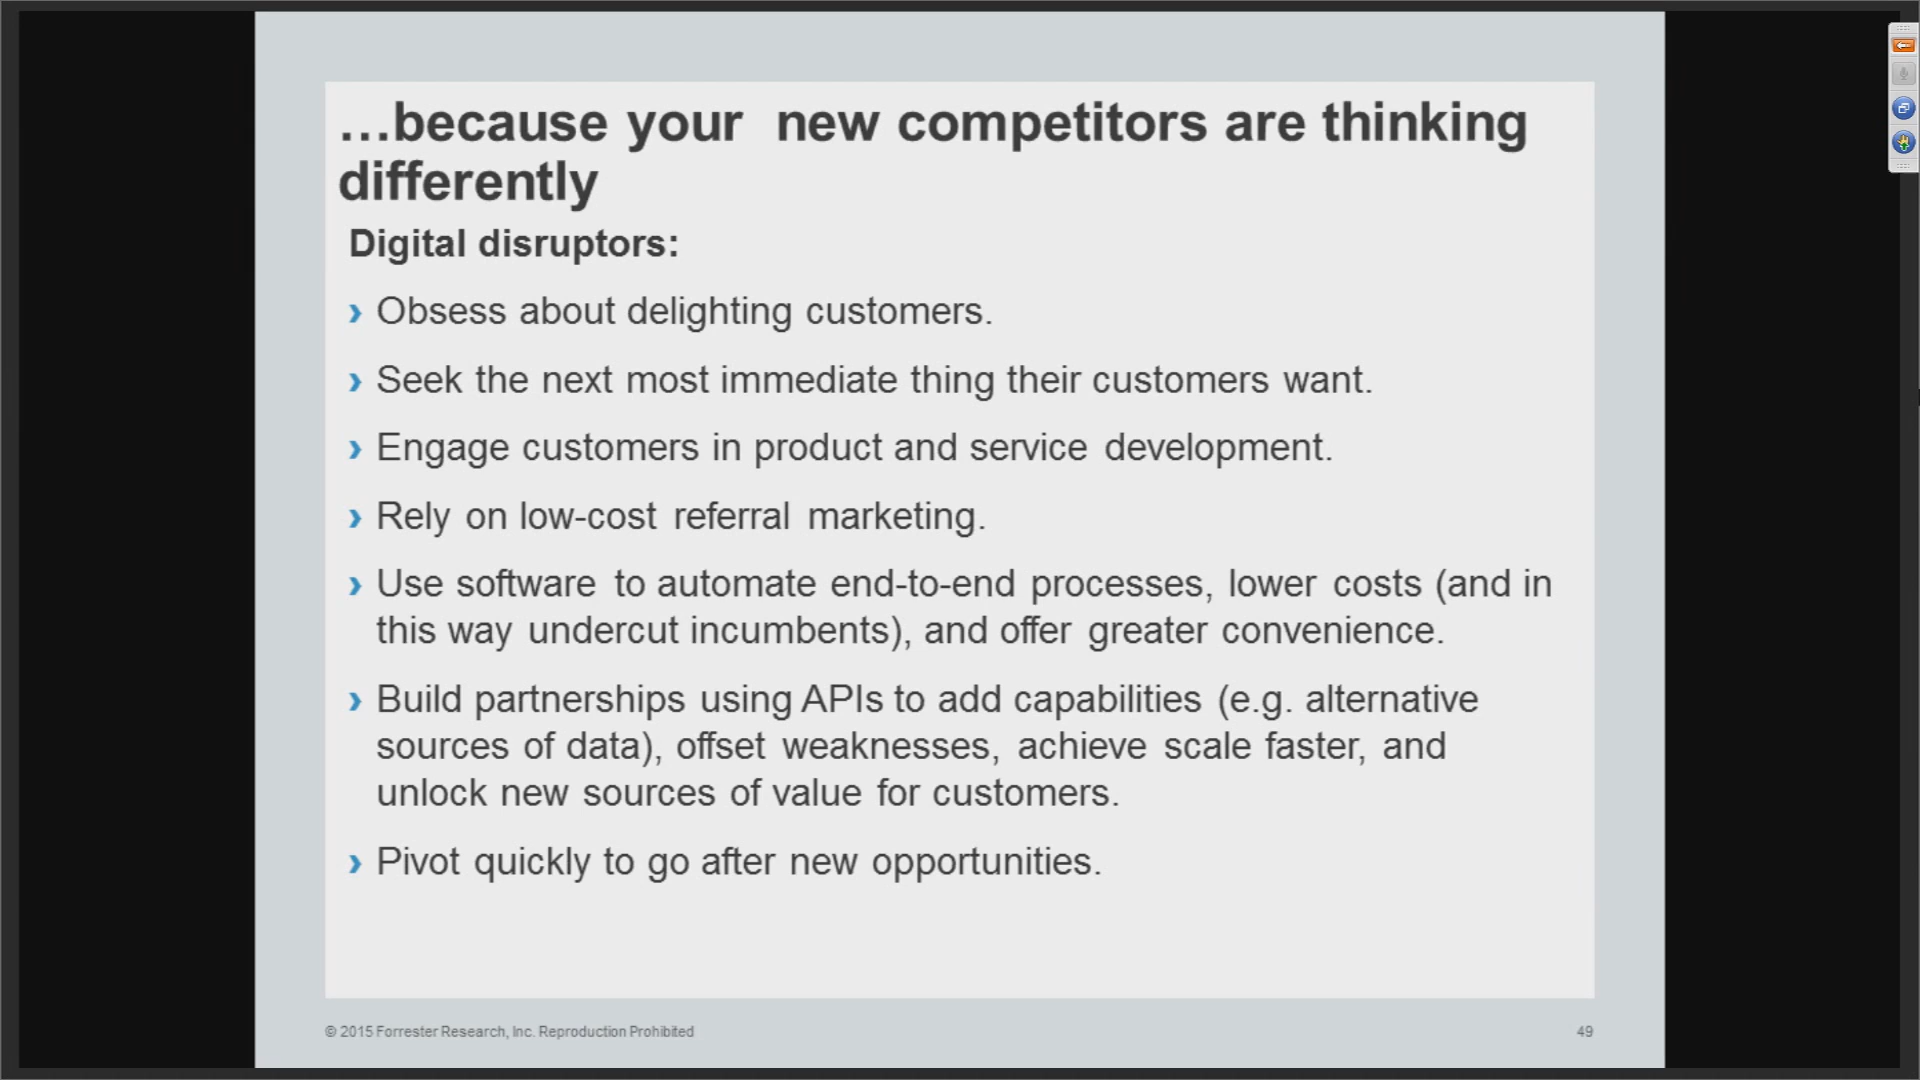 …because your new competitors are thinking
differently
Digital disruptors:
› Obsess about delighting customers.
› Seek the next most immediate thing their customers want.
› Engage customers in product and service development.
› Rely on low-cost referral marketing.
› Use software to automate end-to-end processes, lower costs (and in
this way undercut incumbents), and offer greater convenience.
› Build partnerships using APIs to add capabilities (e.g. alternative
sources of data), offset weaknesses, achieve scale faster, and
unlock new sources of value for customers.
› Pivot quickly to go after new opportunities.
© 2015 Forrester Research, Inc. Reproduction Prohibited
49